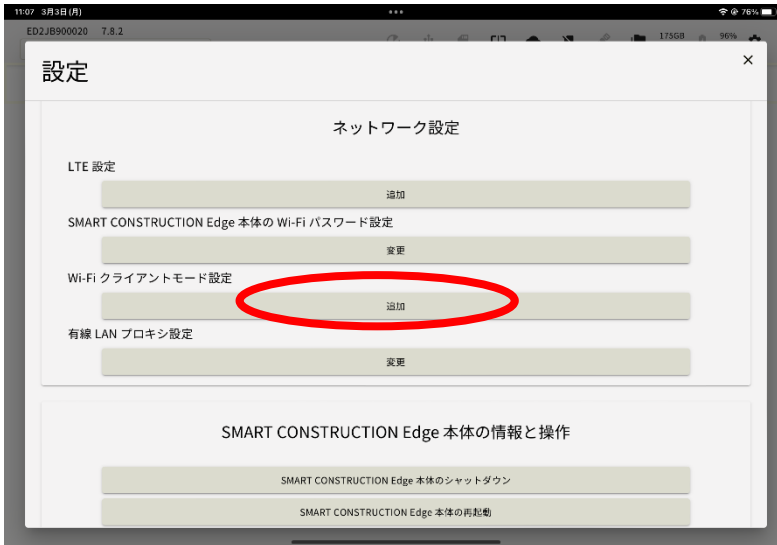 11:07 3月3日(月)
76%
ED2JB900020 7.8.2
175GB 96%
設定
ネットワーク設定
LTE 設定
追加
SMART CONSTRUCTION Edge 本体の Wi-Fi パスワード設定
変更
Wi-Fi クライアントモード設定
追加
有線 LAN プロキシ設定
変更
SMART CONSTRUCTION Edge 本体の情報と操作
SMART CONSTRUCTION Edge 本体のシャットダウン
SMART CONSTRUCTION Edge 本体の再起動